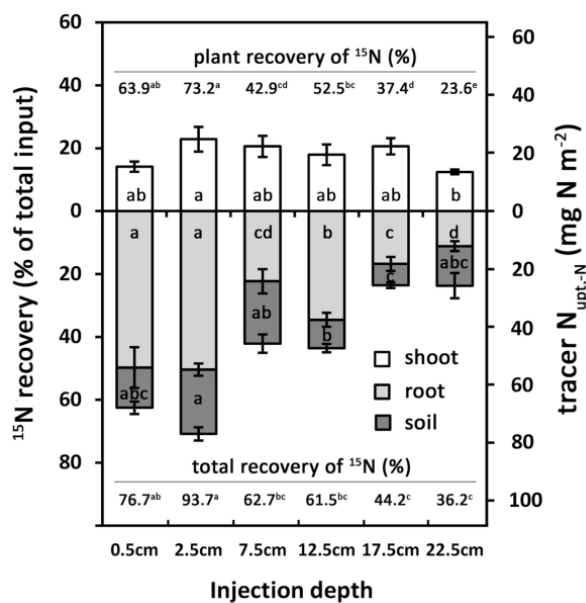 60
40
20
0
20
40
60
80
¹⁵N recovery (% of total input)
plant recovery of ¹⁵N (%)
63.9ᵃᵇ 73.2ᵃ 42.9ᶜᵈ 52.5ᵇᶜ 37.4ᵈ 23.6ᵉ
ab a ab ab ab b
a a cd b c d
abc a ab b c abc
shoot
root
soil
total recovery of ¹⁵N (%)
76.7ᵃᵇ 93.7ᵃ 62.7ᵇᶜ 61.5ᵇᶜ 44.2ᶜ 36.2ᶜ
60
40
20
0
20
40
60
80
100
tracer N upt.-N (mg N m⁻²)
0.5cm 2.5cm 7.5cm 12.5cm 17.5cm 22.5cm
Injection depth